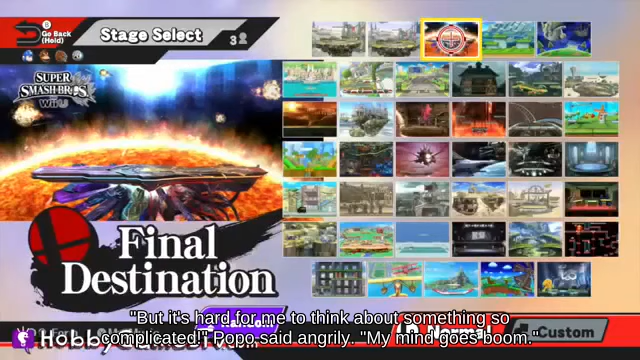 Go Back
(Hold)
Stage Select
3
SUPER
SMASH BROS.
Wii U
Final
Destination
Normal
Custom
"But it's hard for me to think about something so
complicated!" Popo said angrily. "My mind goes boom."